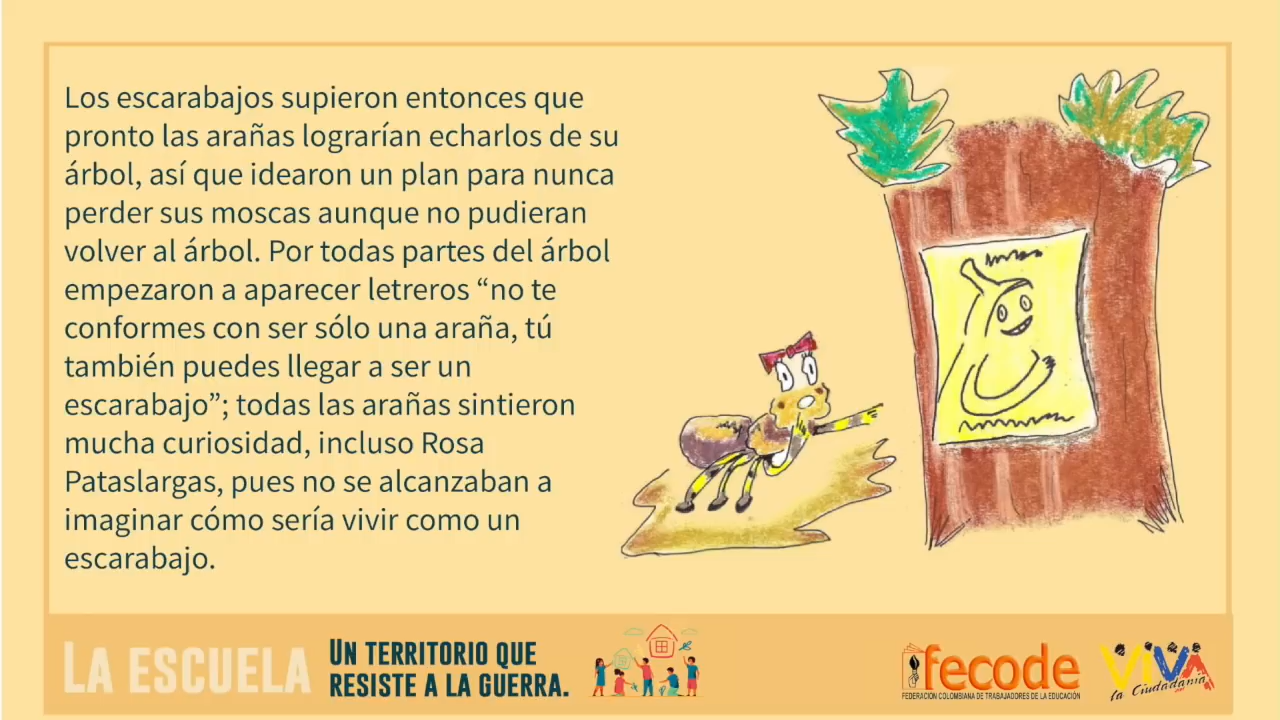 Los escarabajos supieron entonces que
pronto las arañas lograrían echarlos de su
árbol, así que idearon un plan para nunca
perder sus moscas aunque no pudieran
volver al árbol. Por todas partes del árbol
empezaron a aparecer letreros “no te
conformes con ser sólo una araña, tú
también puedes llegar a ser un
escarabajo”; todas las arañas sintieron
mucha curiosidad, incluso Rosa
Pataslargas, pues no se alcanzaban a
imaginar cómo sería vivir como un
escarabajo.
LA ESCUELA
UN TERRITORIO QUE
RESISTE A LA GUERRA.
fecode
FEDERACIÓN COLOMBIANA DE TRABAJADORES DE LA EDUCACIÓN
VIVA
la Ciudadanía